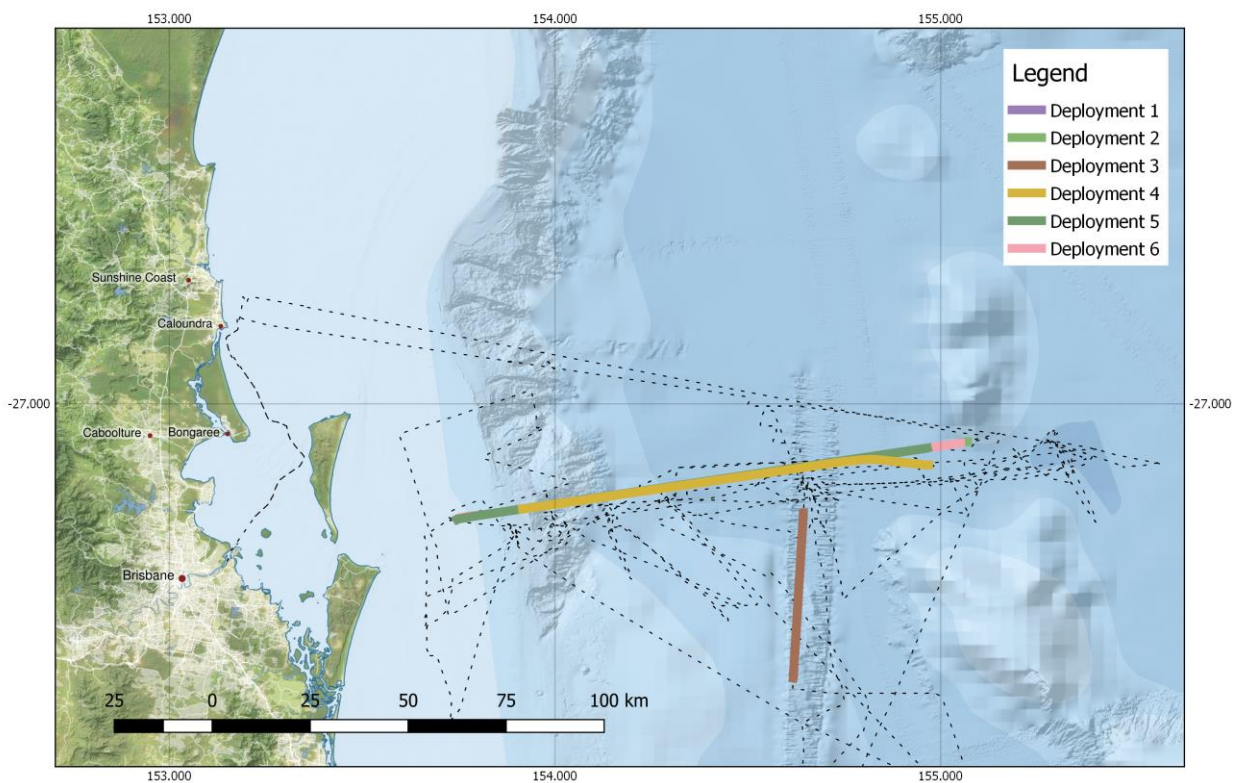 153.000
154.000
155.000
Legend
Deployment 1
Deployment 2
Deployment 3
Deployment 4
Deployment 5
Deployment 6
Sunshine Coast
Caloundra
-27.000
-27.000
Caboolture
Bongaree
Brisbane
25 0 25 50 75 100 km
153.000
154.000
155.000